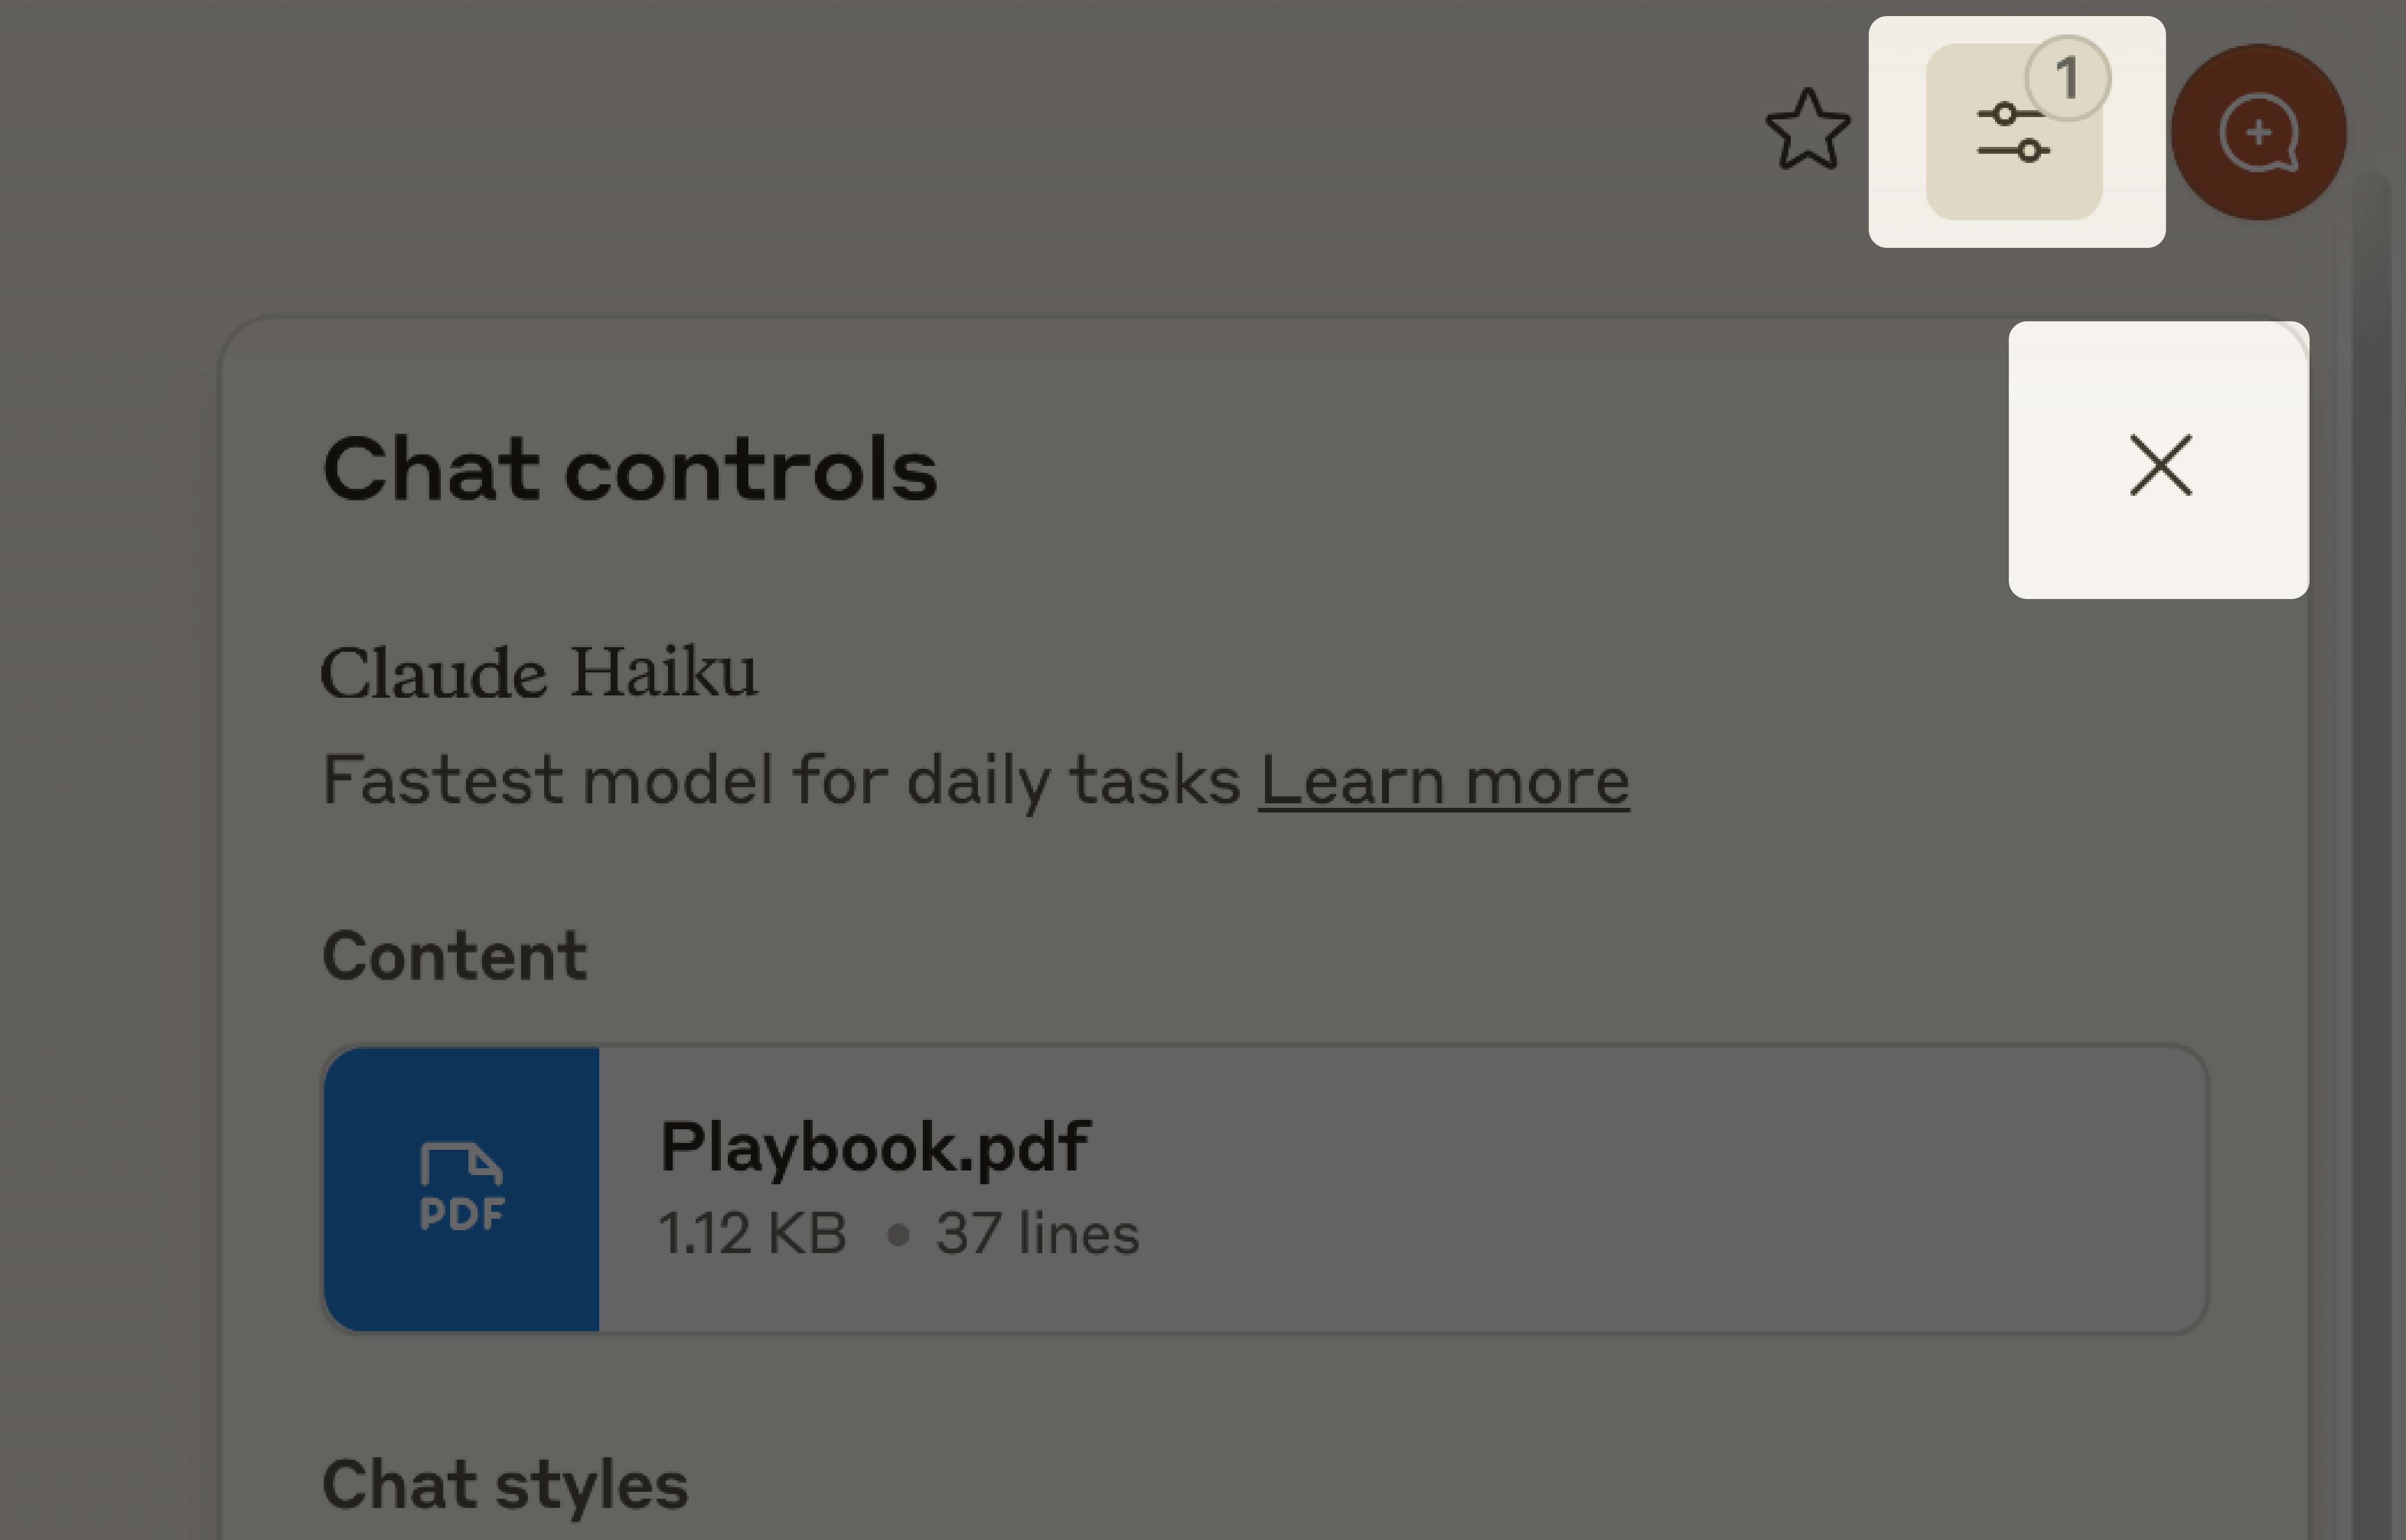 1
Chat controls
Claude Haiku
Fastest model for daily tasks Learn more
Content
PDF
Playbook.pdf
1.12 KB ● 37 lines
Chat styles